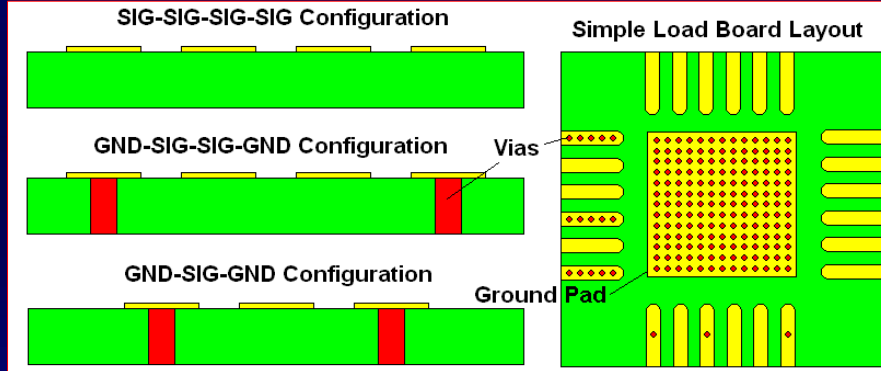 SIG-SIG-SIG-SIG Configuration
Simple Load Board Layout
GND-SIG-SIG-GND Configuration
Vias
GND-SIG-GND Configuration
Ground Pad